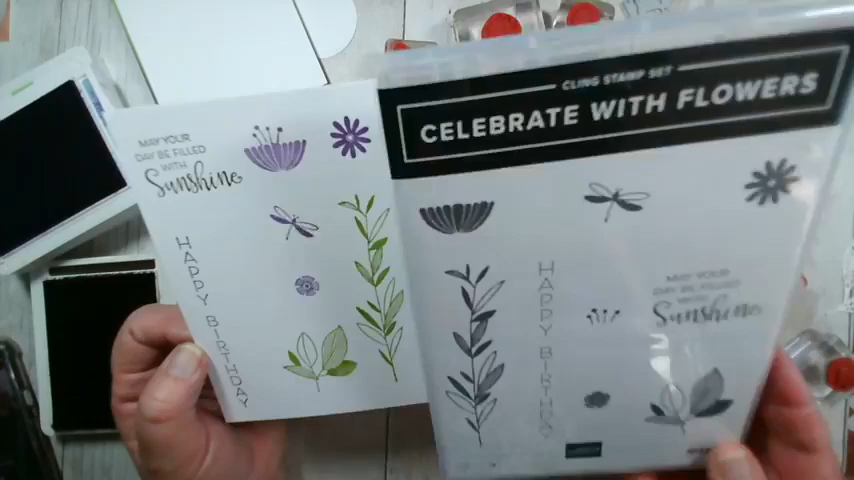 MAY YOUR
DAY BE FILLED
WITH
Sunshine
HAPPY BIRTHDAY
CLING STAMP SET
CELEBRATE WITH FLOWERS
HAPPY BIRTHDAY
MAY YOUR
DAY BE FILLED
WITH
Sunshine